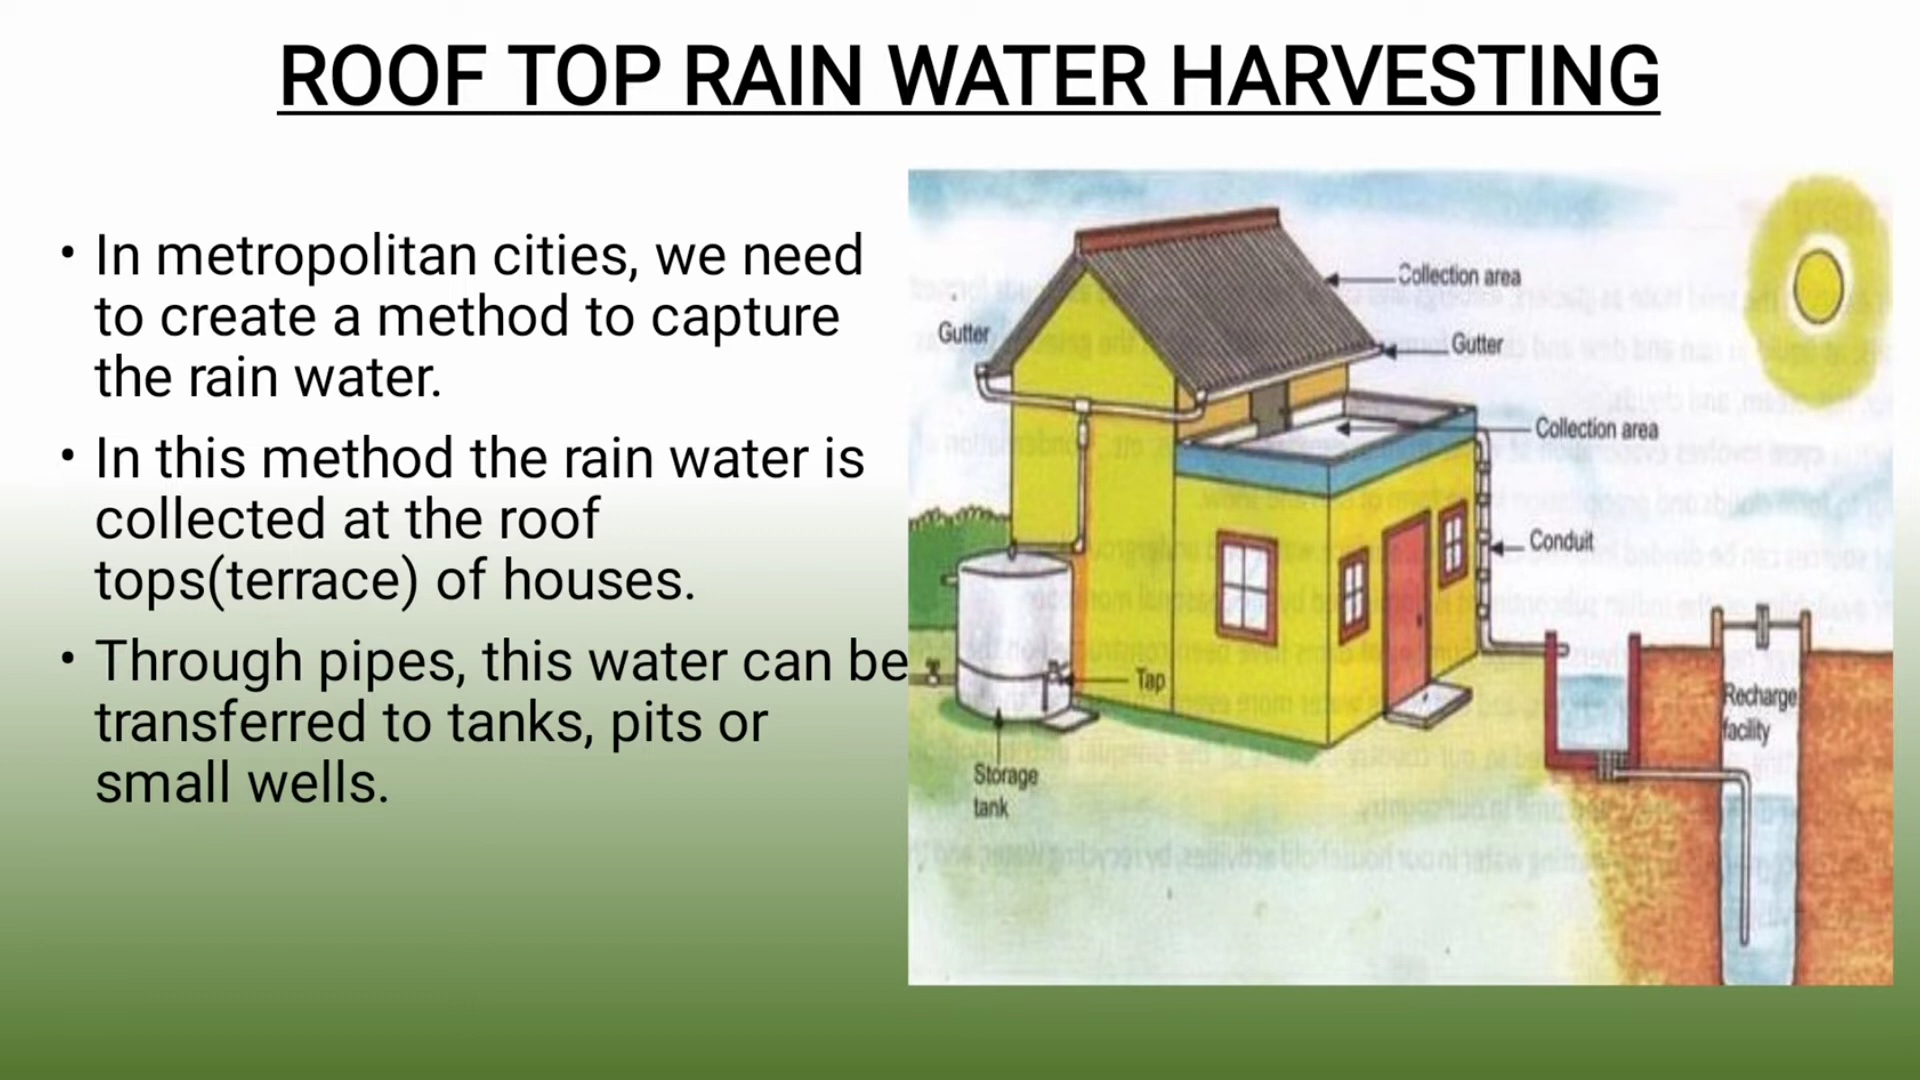 ROOF TOP RAIN WATER HARVESTING
• In metropolitan cities, we need
to create a method to capture
the rain water.
• In this method the rain water is
collected at the roof
tops(terrace) of houses.
• Through pipes, this water can be
transferred to tanks, pits or
small wells.
Collection area
Gutter
Gutter
Collection area
Conduit
Tap
Recharge
facility
Storage
tank